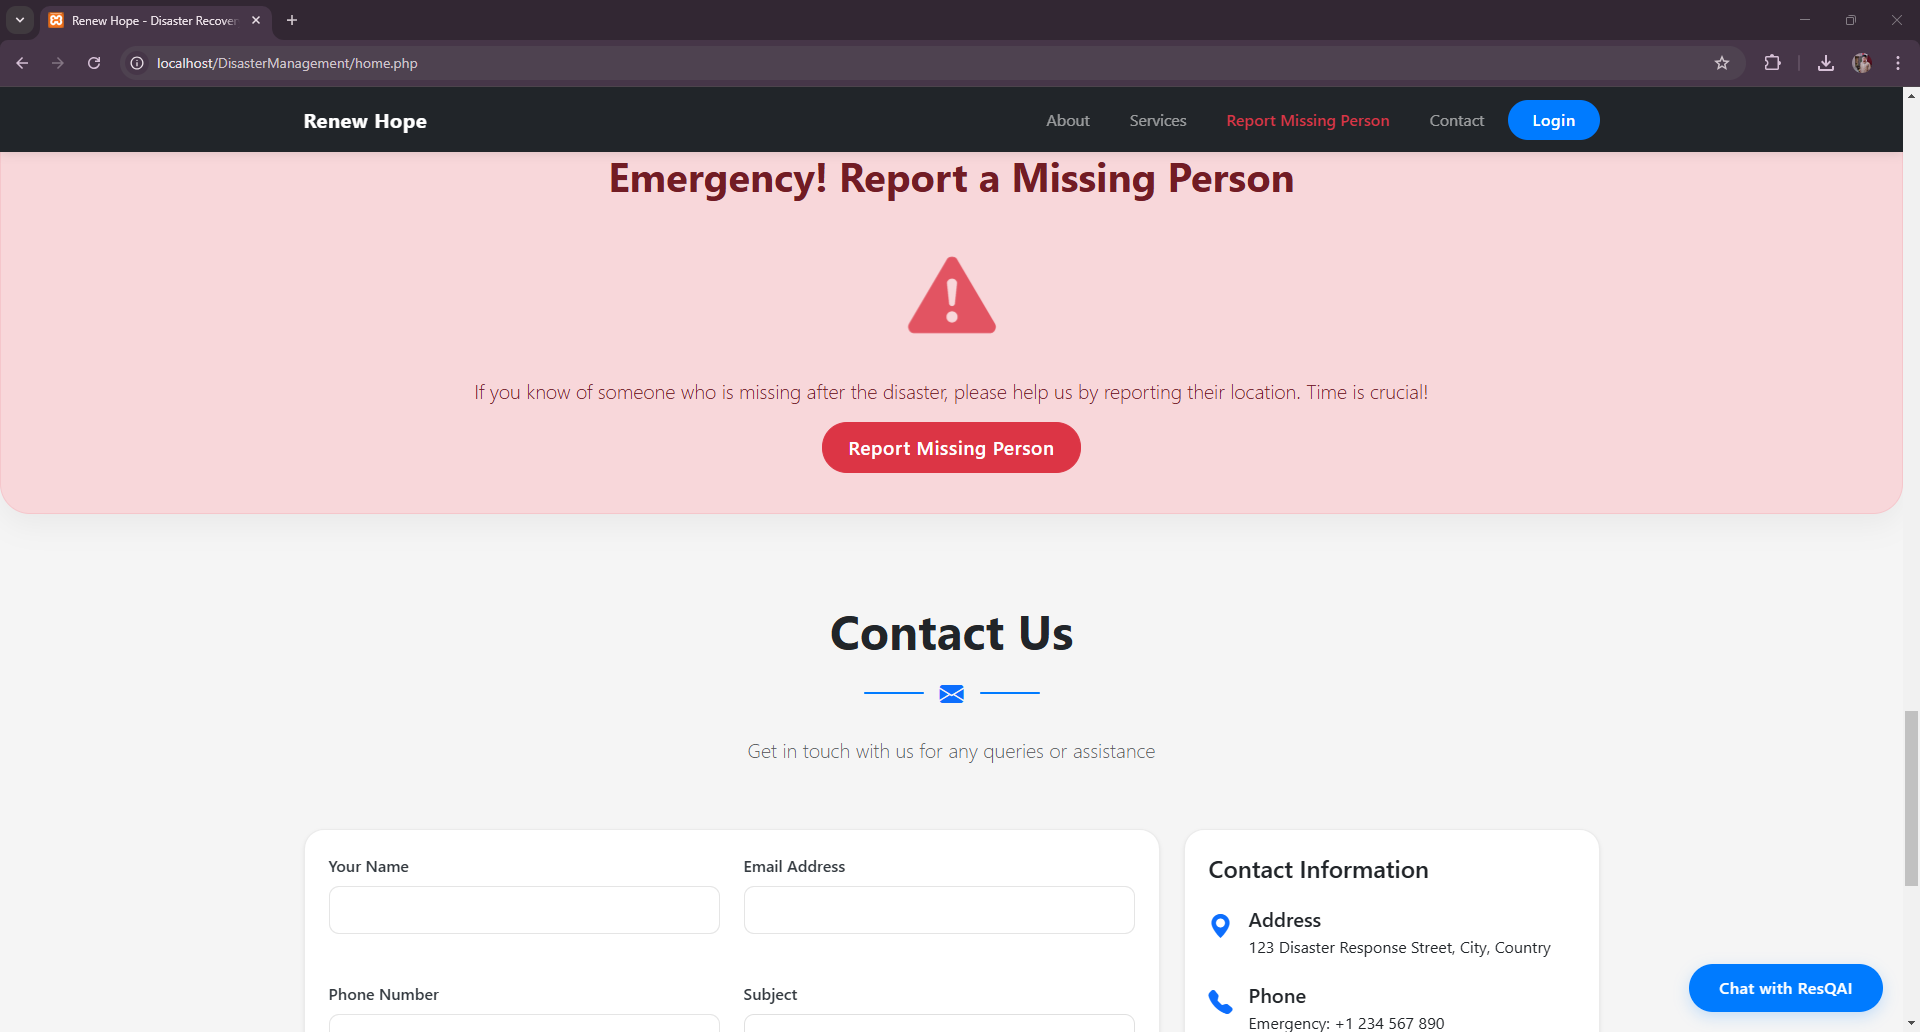 Renew Hope - Disaster Recover
localhost/DisasterManagement/home.php
Renew Hope
About
Services
Report Missing Person
Contact
Login
Emergency! Report a Missing Person
If you know of someone who is missing after the disaster, please help us by reporting their location. Time is crucial!
Report Missing Person
Contact Us
Get in touch with us for any queries or assistance
Your Name
Email Address
Phone Number
Subject
Contact Information
Address
123 Disaster Response Street, City, Country
Phone
Emergency: +1 234 567 890
Chat with ResQAI